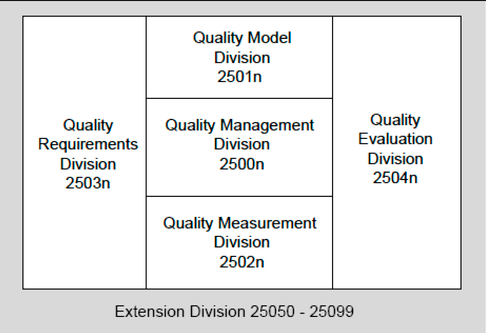 Quality
Requirements
Division
2503n
Quality Model
Division
2501n
Quality Management
Division
2500n
Quality Measurement
Division
2502n
Quality
Evaluation
Division
2504n
Extension Division 25050 - 25099